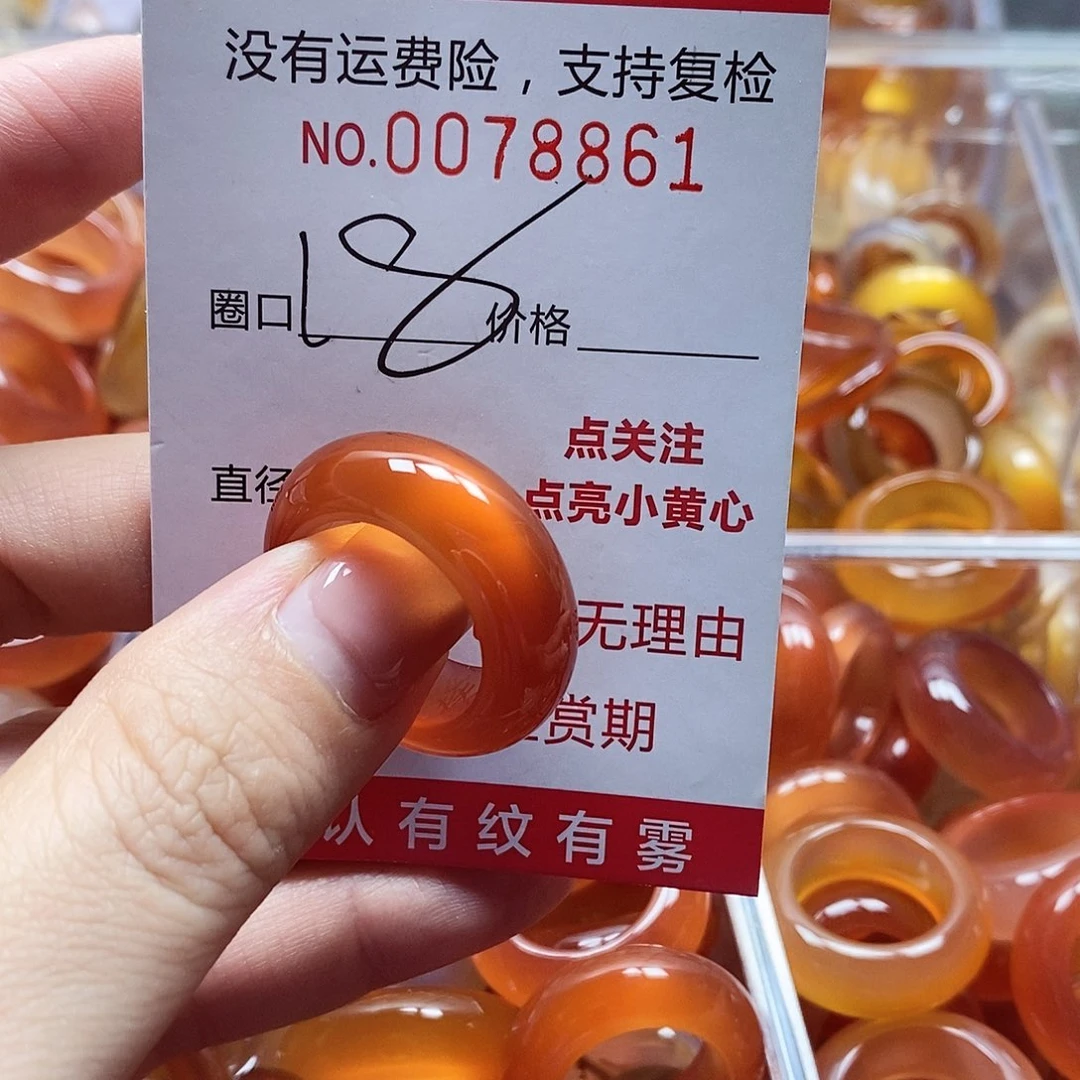 没有运费险，支持复检
NO.0078861
圈口 18 价格
点关注
直径
点亮小黄心
无理由
赏期
认有纹有雾